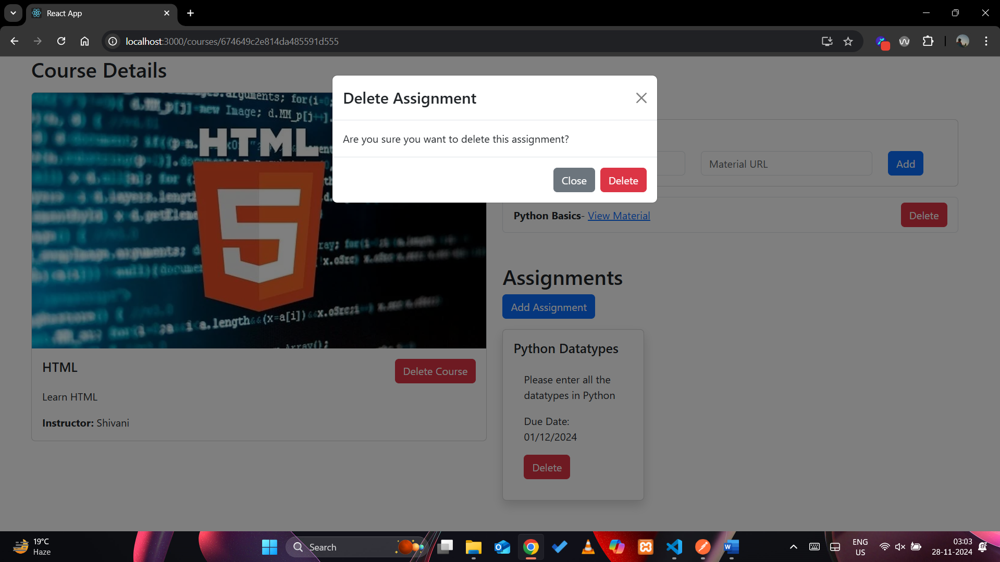 React App
localhost:3000/courses/674649c2e814da485591d555
Course Details
HTML
5
HTML
Delete Course
Learn HTML
Instructor: Shivani
Delete Assignment
Are you sure you want to delete this assignment?
Close
Delete
Material URL
Add
Python Basics- View Material
Delete
Assignments
Add Assignment
Python Datatypes
Please enter all the
datatypes in Python
Due Date:
01/12/2024
Delete
19°C
Haze
Search
ENG
US
03:03
28-11-2024